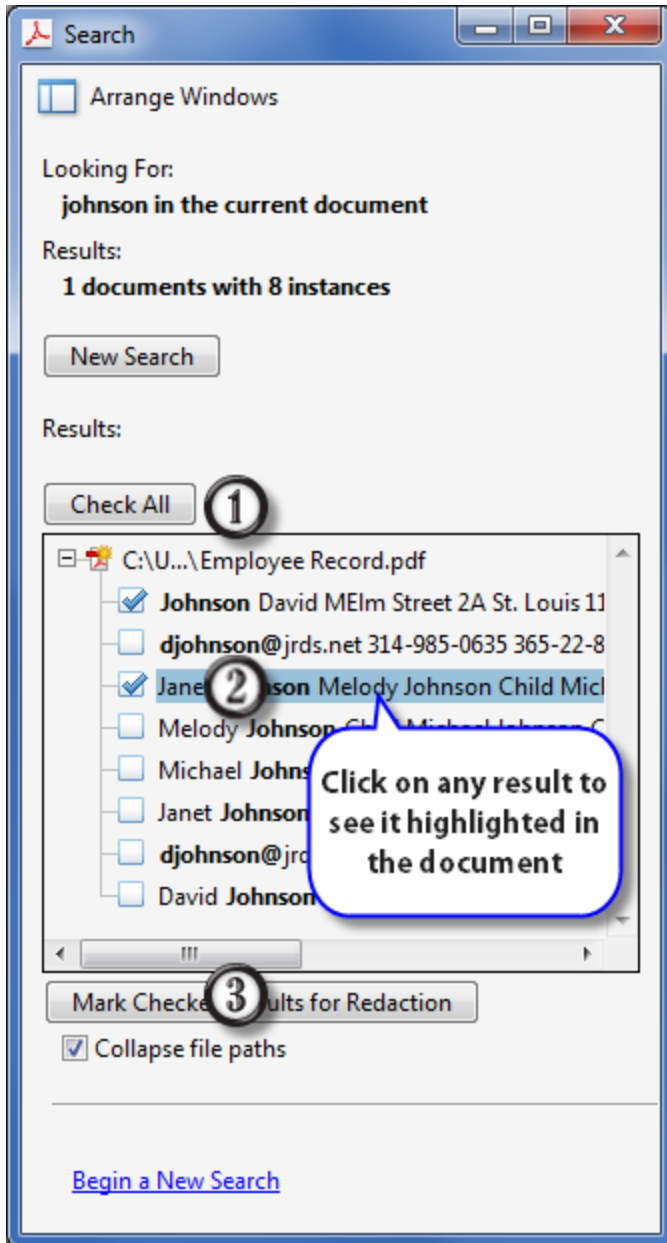 Search
Arrange Windows
Looking For:
johnson in the current document
Results:
1 documents with 8 instances
New Search
Results:
Check All 1
C:\U...\Employee Record.pdf
Johnson David MElm Street 2A St. Louis 11
djohnson@jrds.net 314-985-0635 365-22-8
2 Melody Johnson Child Micl
Melody Johnson
Michael
Janet Johnson
djohnson@jrd
David Johnson
Click on any result to
see it highlighted in
the document
Mark 3 for Redaction
Collapse file paths
Begin a New Search